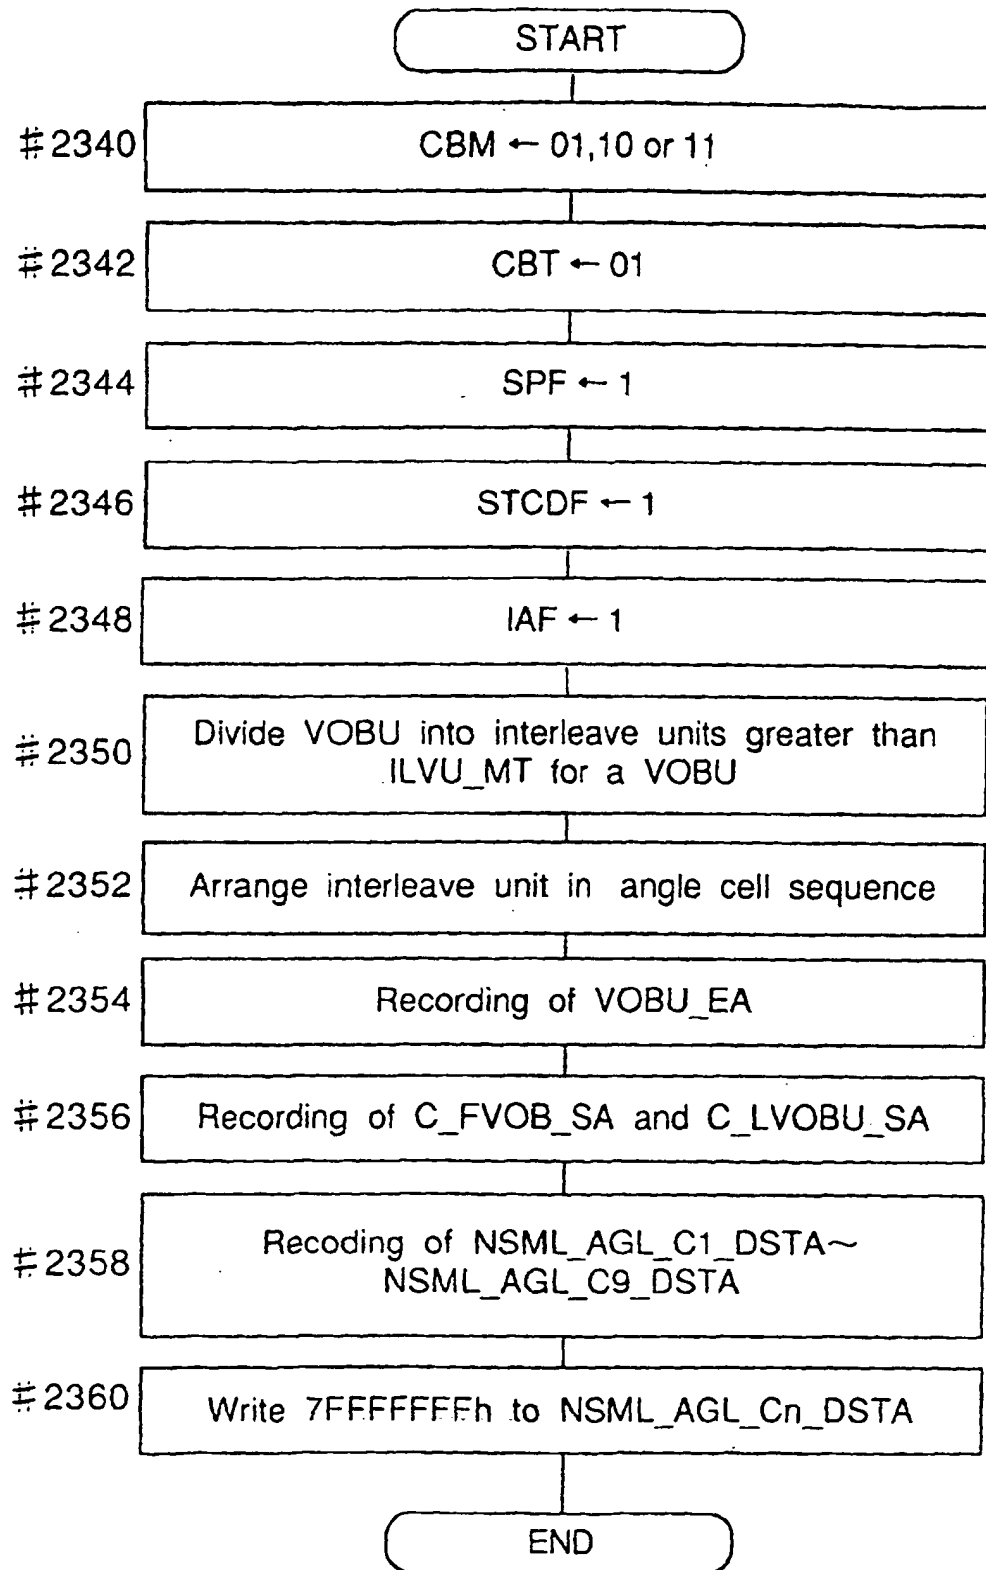 START
#2340
CBM ← 01,10 or 11
#2342
CBT ← 01
#2344
SPF ← 1
#2346
STCDF ← 1
#2348
IAF ← 1
#2350
Divide VOBU into interleave units greater than
ILVU_MT for a VOBU
#2352
Arrange interleave unit in angle cell sequence
#2354
Recording of VOBU_EA
#2356
Recording of C_FVOB_SA and C_LVOBU_SA
#2358
Recoding of NSML_AGL_C1_DSTA~
NSML_AGL_C9_DSTA
#2360
Write 7FFFFFFFh to NSML_AGL_Cn_DSTA
END